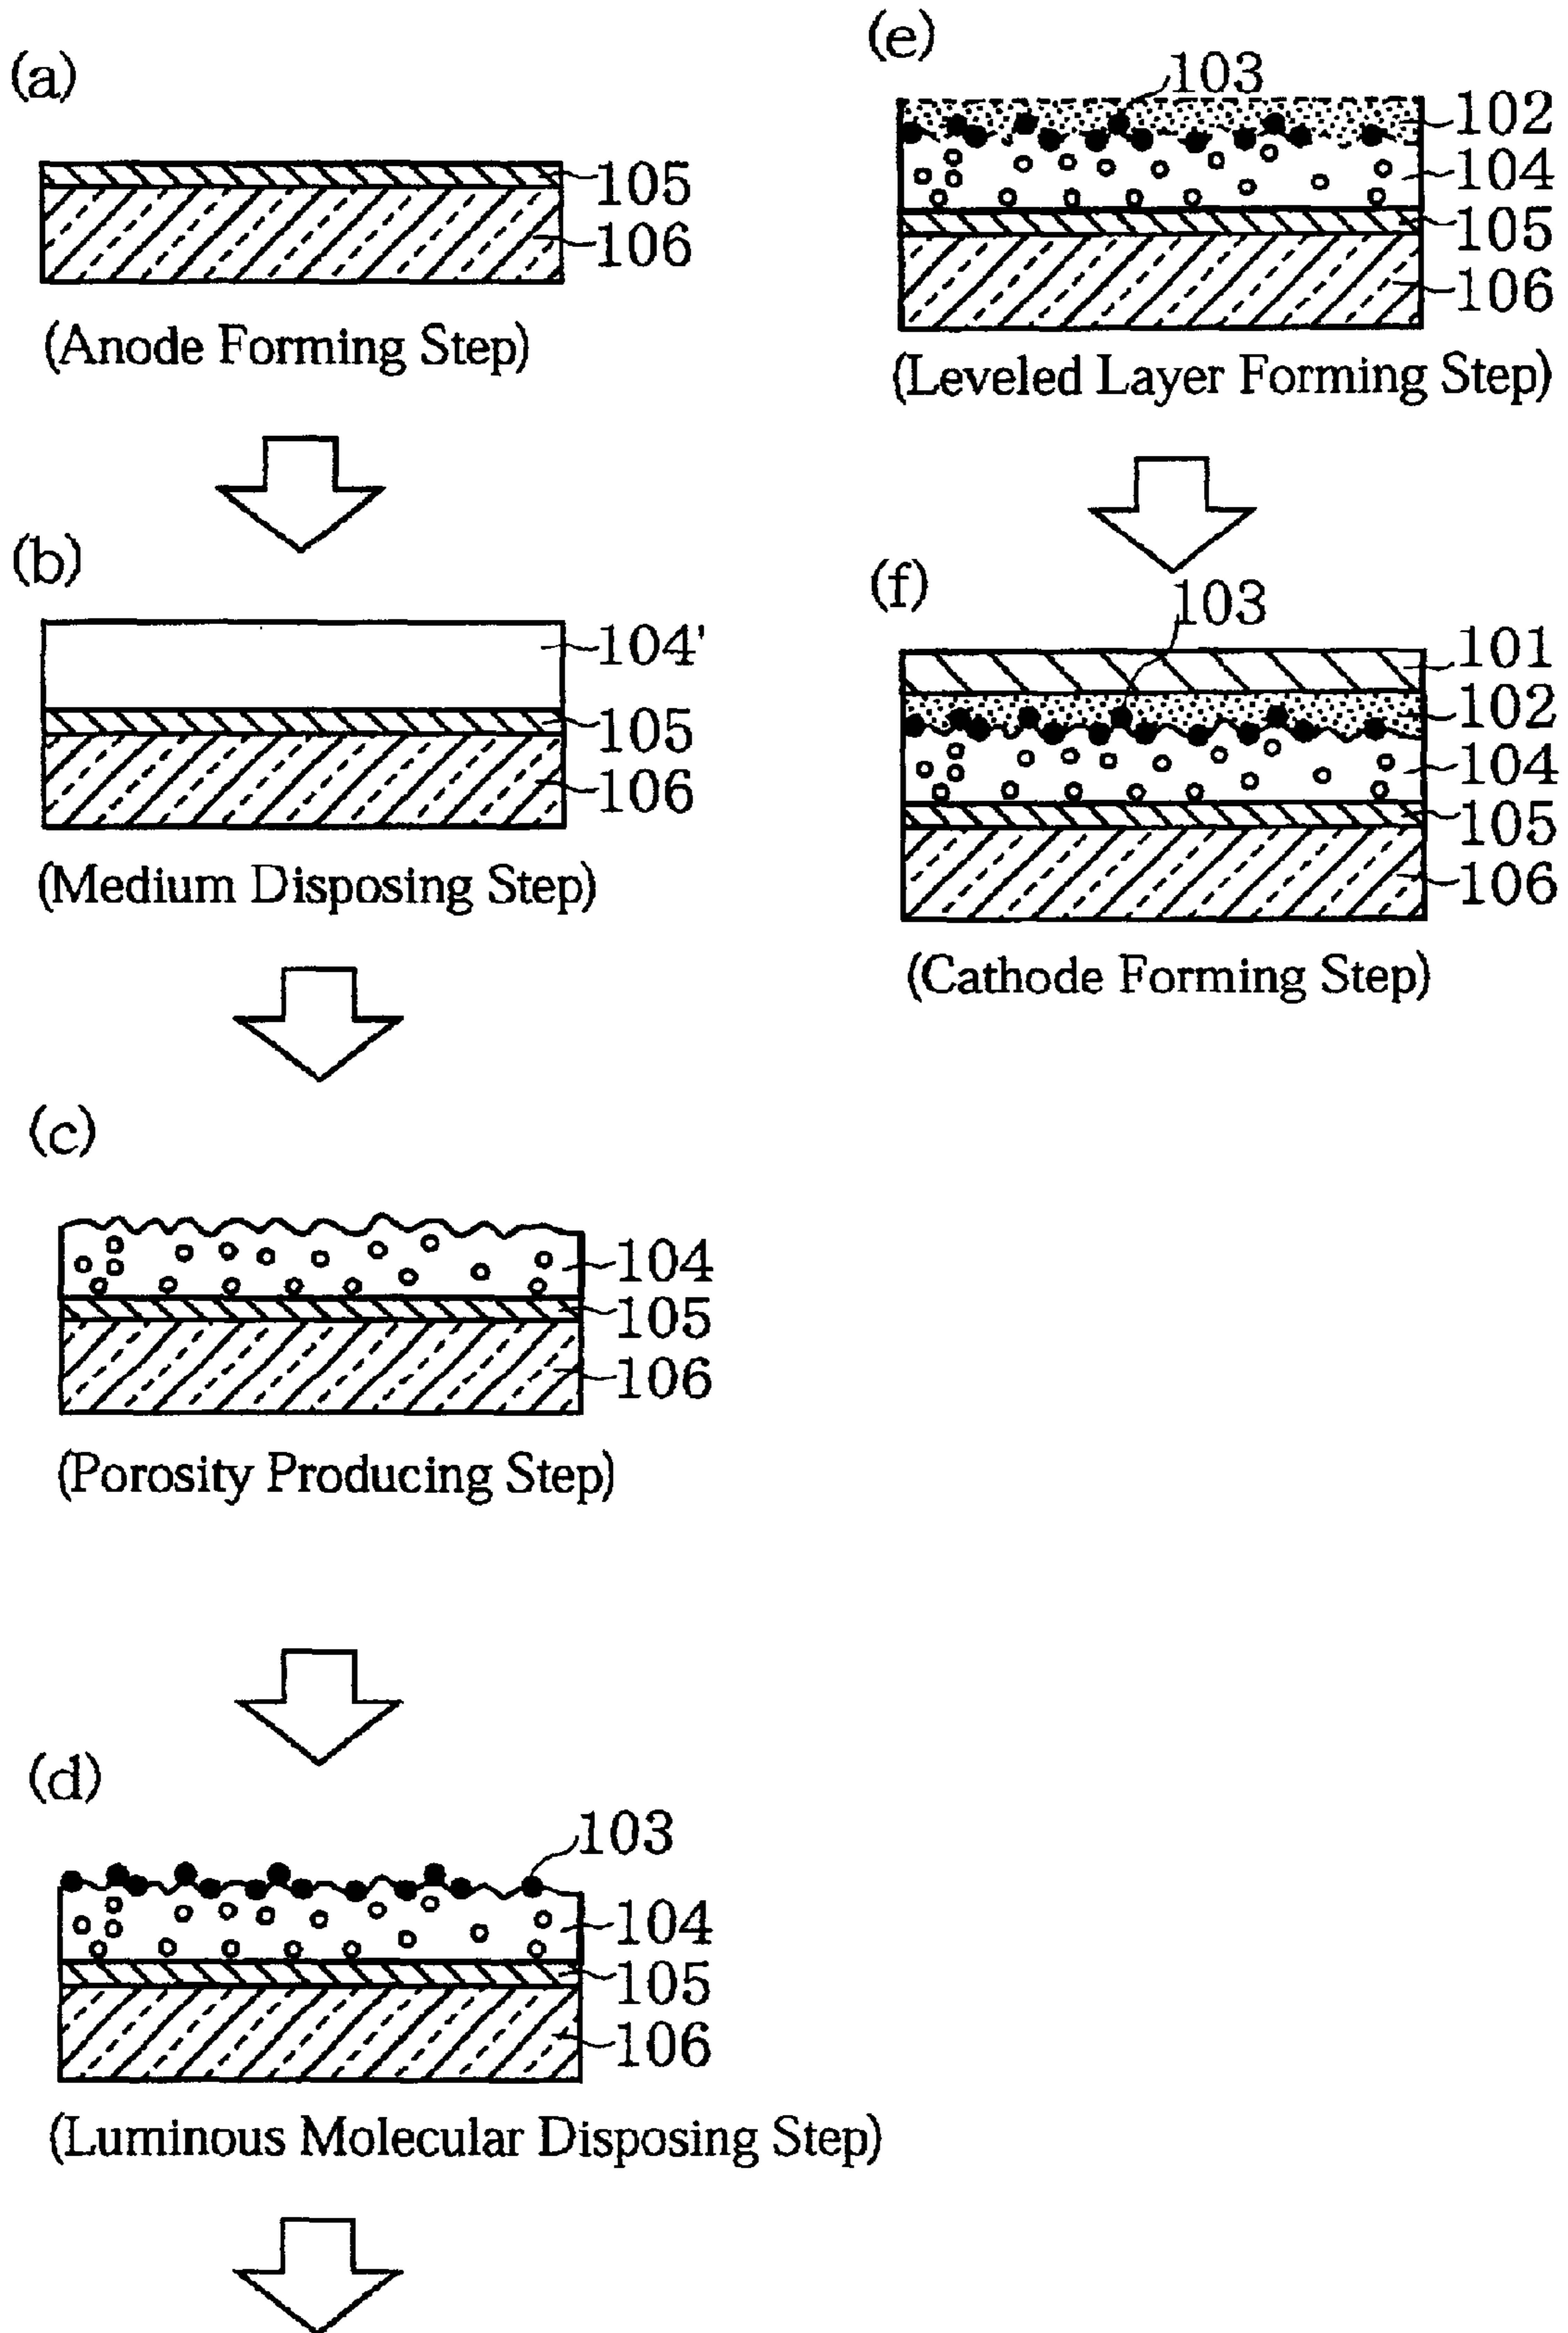 (a)
105
106
(Anode Forming Step)
(b)
104'
105
106
(Medium Disposing Step)
(c)
104
105
106
(Porosity Producing Step)
(d)
103
104
105
106
(Luminous Molecular Disposing Step)
(e)
103
102
104
105
106
(Leveled Layer Forming Step)
(f)
103
101
102
104
105
106
(Cathode Forming Step)